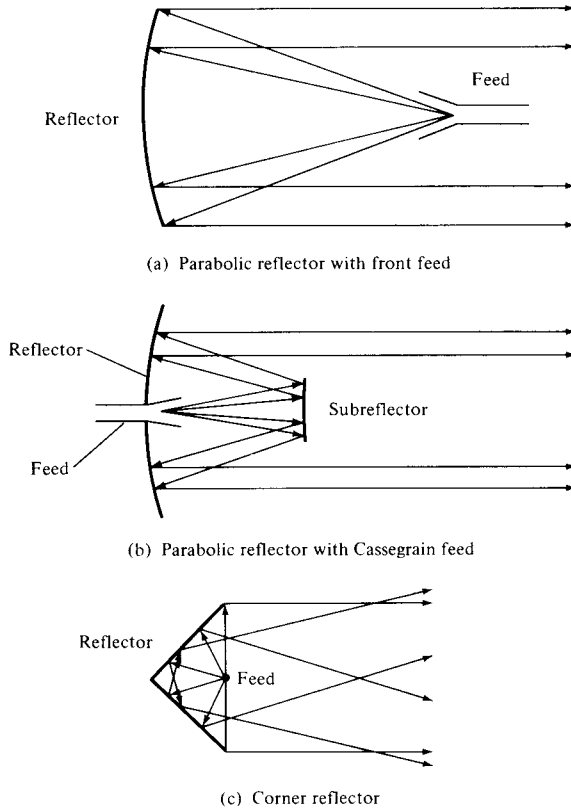 Feed
Reflector
(a) Parabolic reflector with front feed
Reflector
Subreflector
Feed
(b) Parabolic reflector with Cassegrain feed
Reflector
Feed
(c) Corner reflector